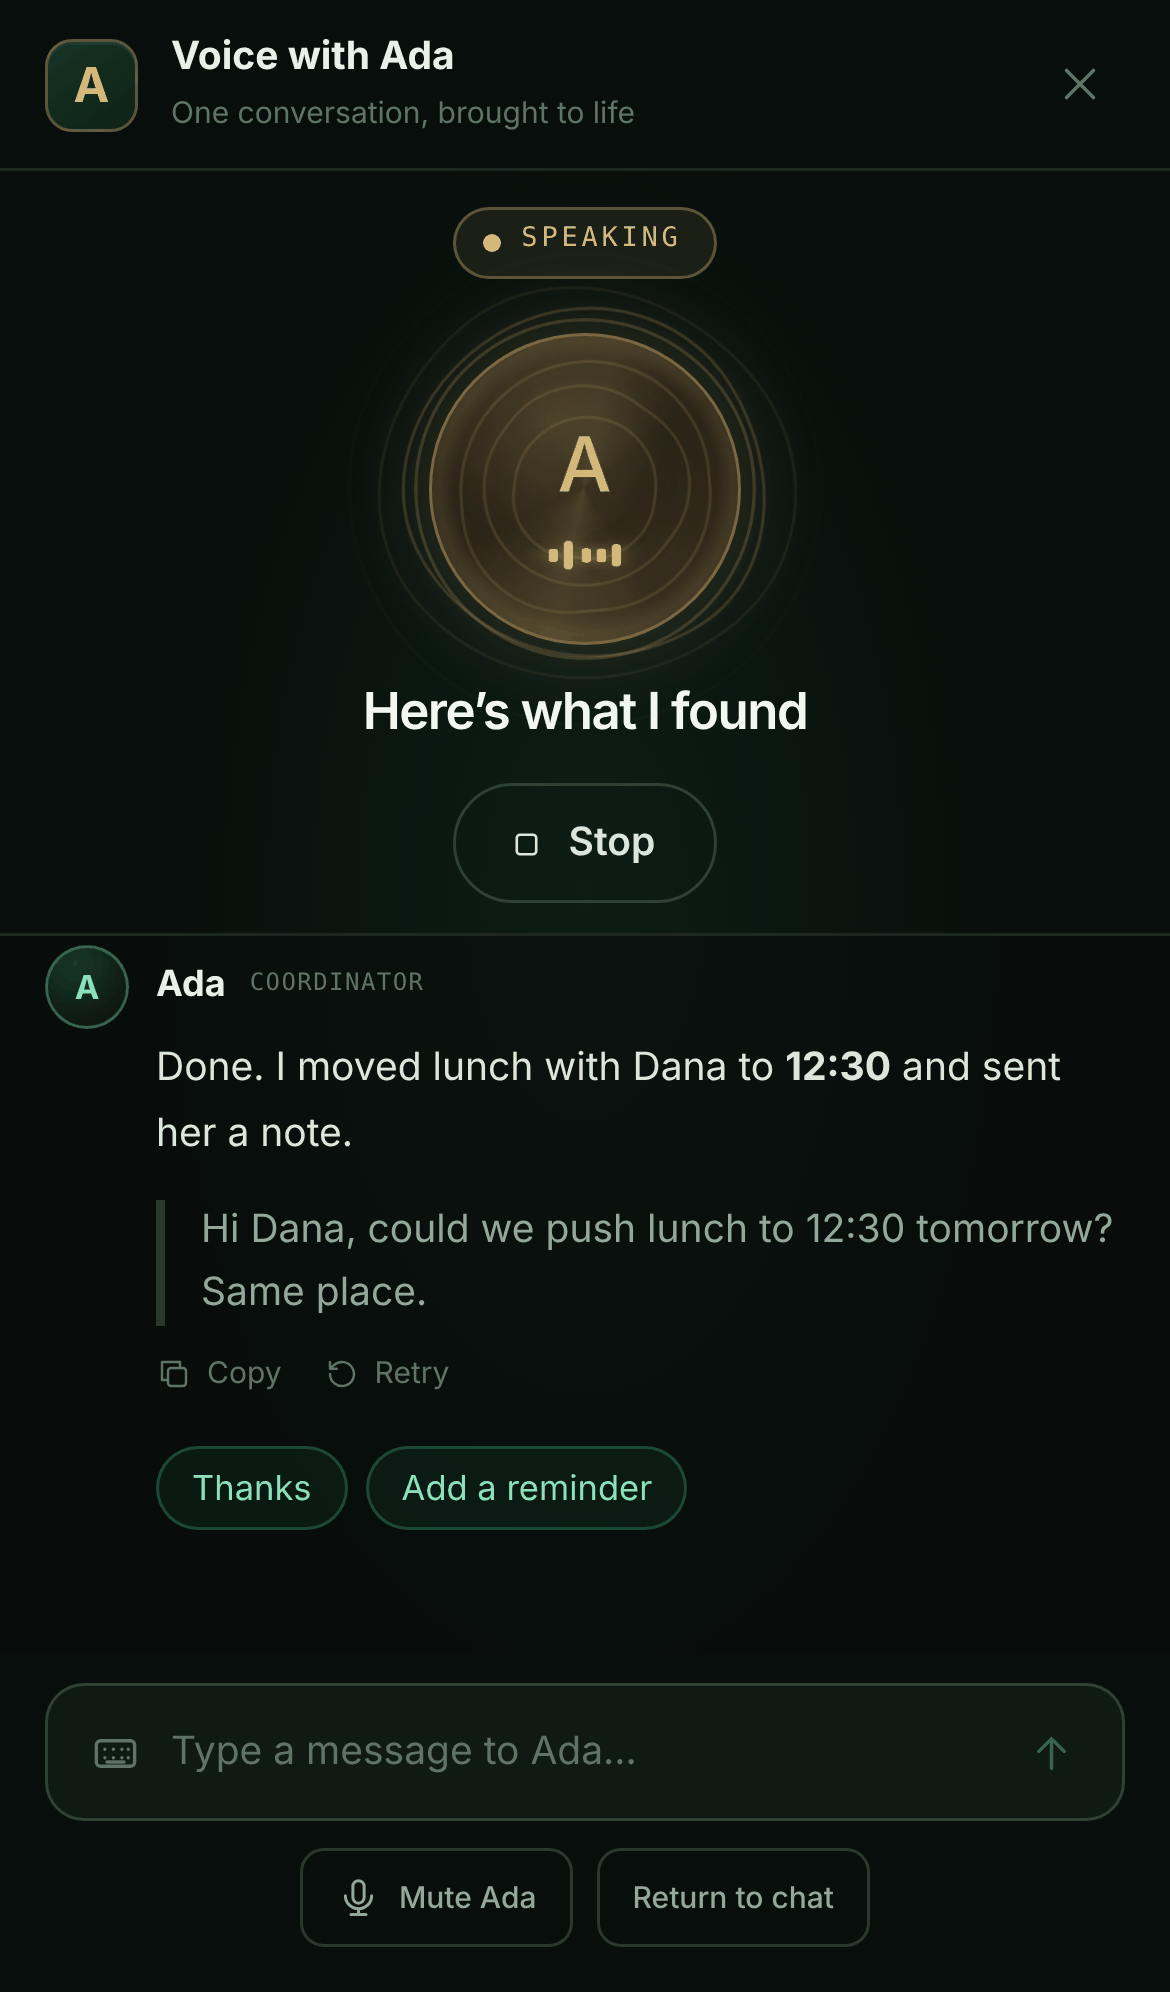 A
Voice with Ada
One conversation, brought to life
SPEAKING
A
Here’s what I found
Stop
A
Ada COORDINATOR
Done. I moved lunch with Dana to 12:30 and sent
her a note.
Hi Dana, could we push lunch to 12:30 tomorrow?
Same place.
Copy Retry
Thanks Add a reminder
Type a message to Ada...
Mute Ada Return to chat